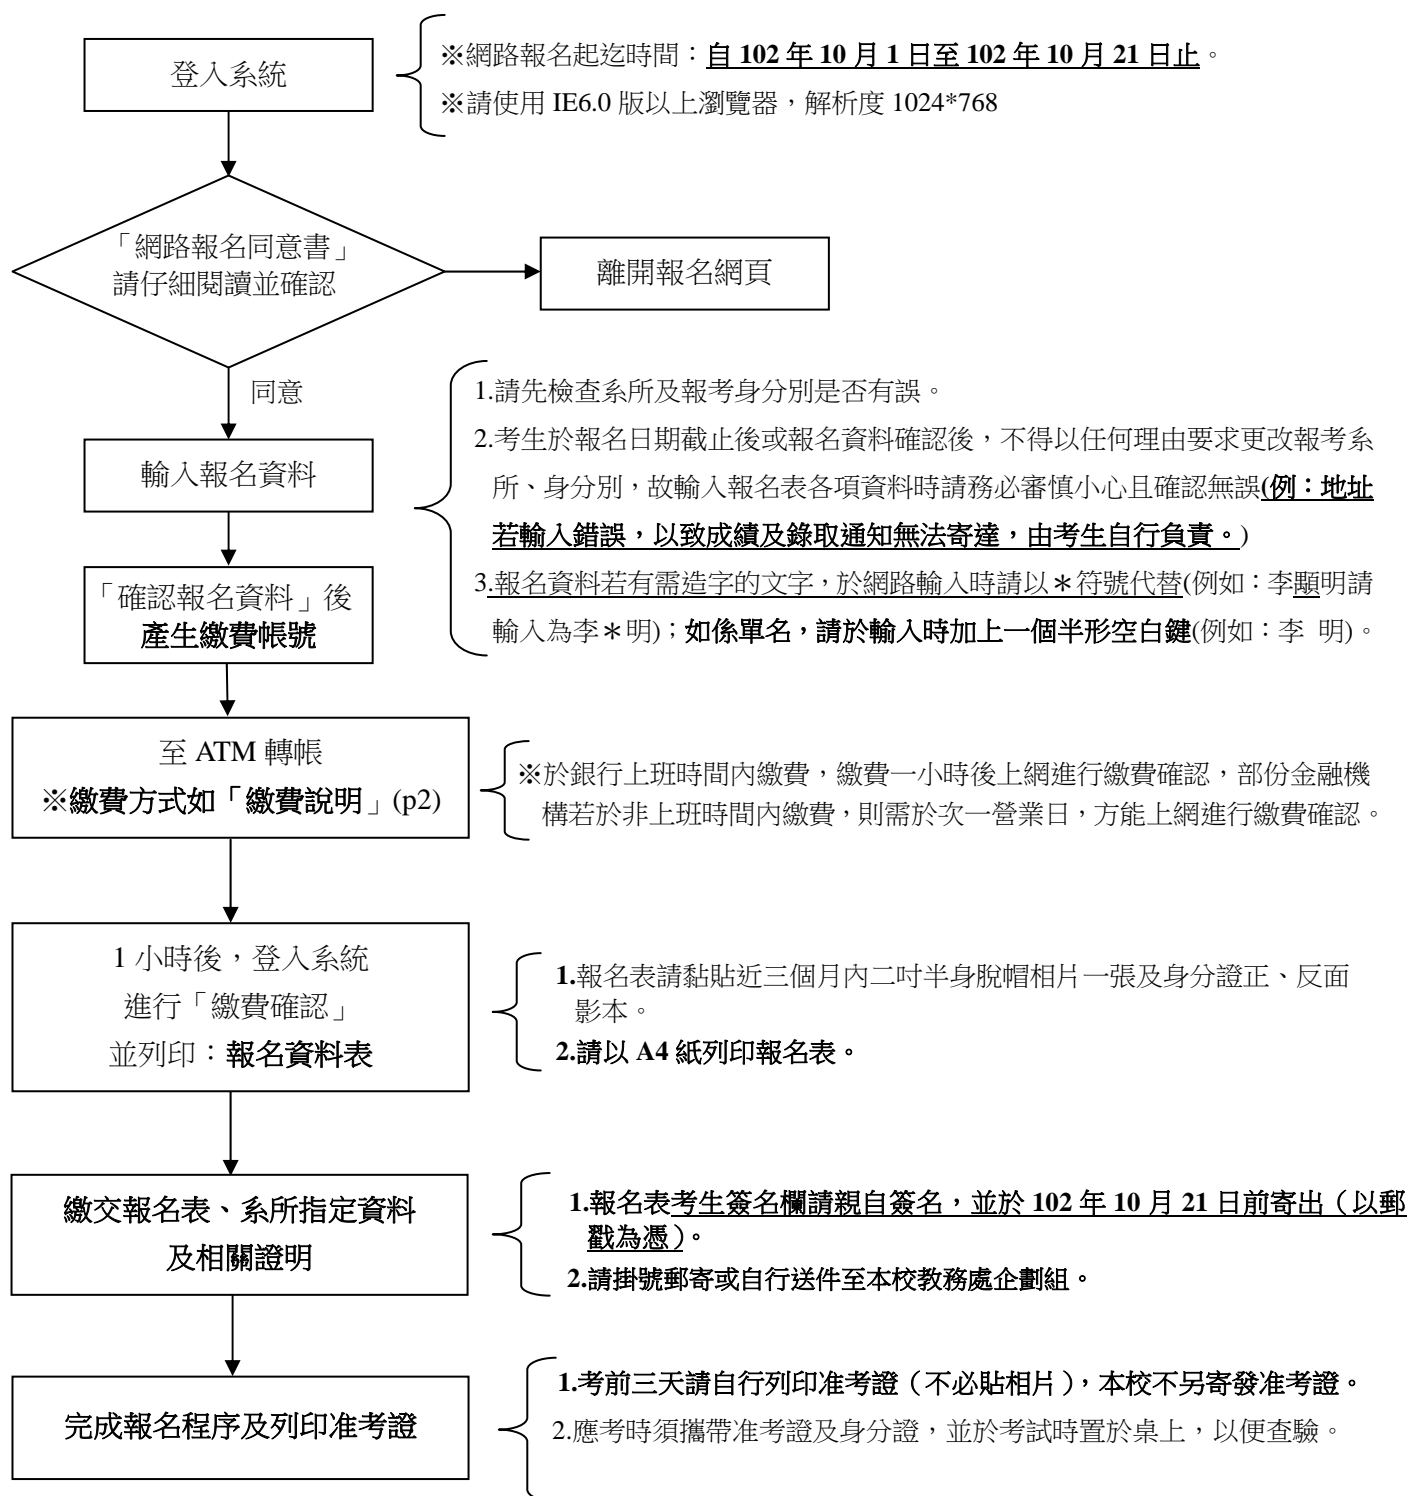 登入系統
※網路報名起迄時間：自 102 年 10 月 1 日至 102 年 10 月 21 日止。
※請使用 IE6.0 版以上瀏覽器，解析度 1024*768
「網路報名同意書」
請仔細閱讀並確認
離開報名網頁
同意
輸入報名資料
「確認報名資料」後
產生繳費帳號
1.請先檢查系所及報考身分別是否有誤。
2.考生於報名日期截止後或報名資料確認後，不得以任何理由要求更改報考系
所、身分別，故輸入報名表各項資料時請務必審慎小心且確認無誤(例：地址
若輸入錯誤，以致成績及錄取通知無法寄達，由考生自行負責。)
3.報名資料若有需造字的文字，於網路輸入時請以＊符號代替(例如：李顯明請
輸入為李＊明)；如係單名，請於輸入時加上一個半形空白鍵(例如：李 明)。
至 ATM 轉帳
※繳費方式如「繳費說明」(p2)
※於銀行上班時間內繳費，繳費一小時後上網進行繳費確認，部份金融機
構若於非上班時間內繳費，則需於次一營業日，方能上網進行繳費確認。
1 小時後，登入系統
進行「繳費確認」
並列印：報名資料表
1.報名表請黏貼近三個月內二吋半身脫帽相片一張及身分證正、反面
影本。
2.請以 A4 紙列印報名表。
繳交報名表、系所指定資料
及相關證明
1.報名表考生簽名欄請親自簽名，並於 102 年 10 月 21 日前寄出（以郵
戳為憑）。
2.請掛號郵寄或自行送件至本校教務處企劃組。
完成報名程序及列印准考證
1.考前三天請自行列印准考證（不必貼相片），本校不另寄發准考證。
2.應考時須攜帶准考證及身分證，並於考試時置於桌上，以便查驗。